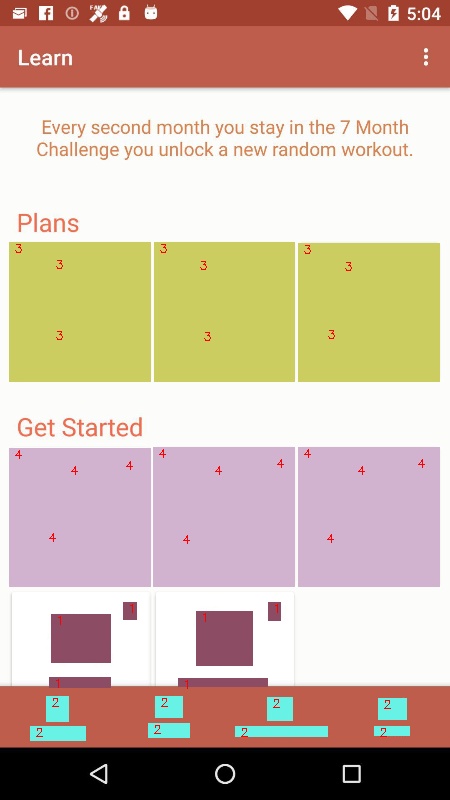 FAKE
5:04
Learn
Every second month you stay in the 7 Month
Challenge you unlock a new random workout.
Plans
3 3 3
3 3 3
3 3 3
Get Started
4 4 4 4 4 4 4 4 4
4 4 4
1 1
1 1
1 1
2 2 2 2
2 2 2 2